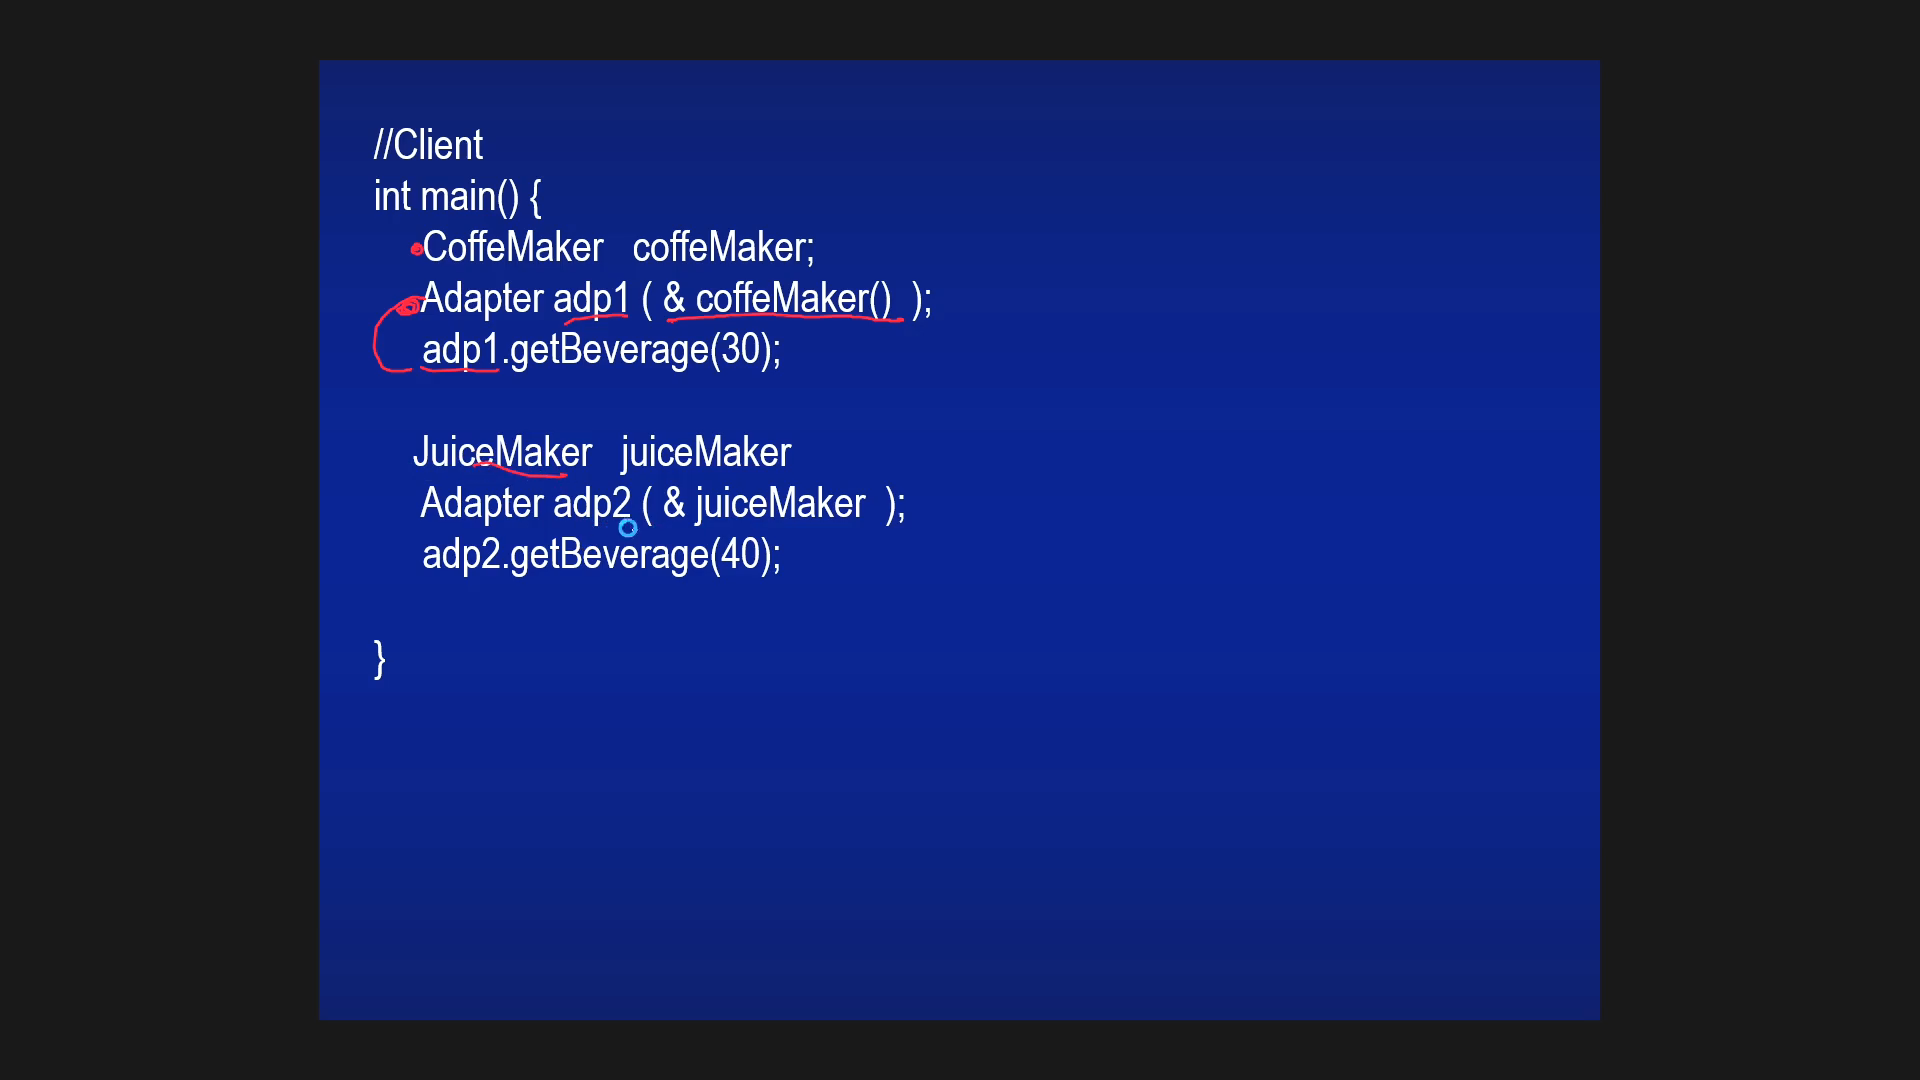 //Client
int main() {
CoffeMaker coffeMaker;
Adapter adp1 ( & coffeMaker() );
adp1.getBeverage(30);
JuiceMaker juiceMaker
Adapter adp2 ( & juiceMaker );
adp2.getBeverage(40);
}